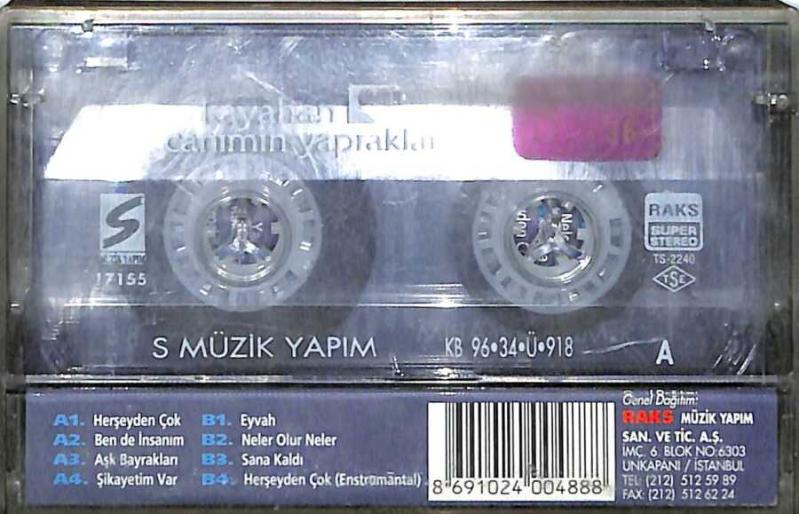 kayahan
canımın yaprakları
S
MÜZİK YAPIM
17155
RAKS
SUPER
STEREO
TS-2240
TSE
S MÜZİK YAPIM KB 96•34•Ü•918 A
A1. Herşeyden Çok
A2. Ben de İnsanım
A3. Aşk Bayrakları
A4. Şikayetim Var
B1. Eyvah
B2. Neler Olur Neler
B3. Sana Kaldı
B4. Herşeyden Çok (Enstrümantal)
8 691024 004888
Genel Dağıtım:
RAKS MÜZİK YAPIM
SAN. VE TİC. A.Ş.
İMÇ. 6. BLOK NO:6303
UNKAPANI / İSTANBUL
TEL: (212) 512 59 89
FAX: (212) 512 62 24